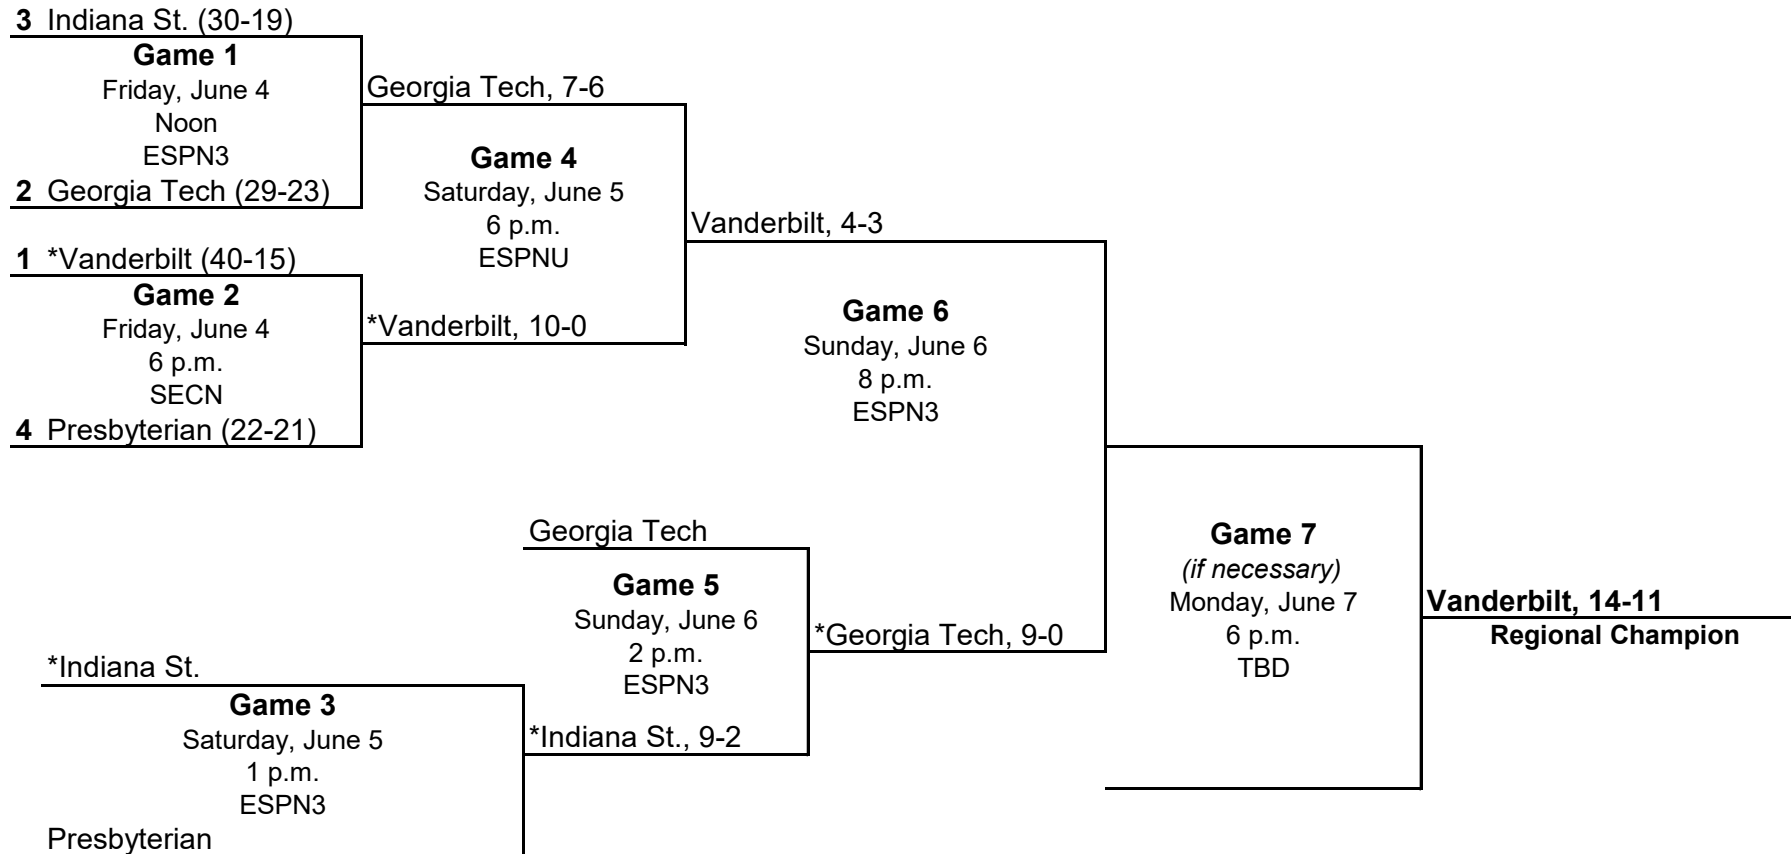 3 Indiana St. (30-19)
Game 1
Friday, June 4
Noon
ESPN3
2 Georgia Tech (29-23)
Georgia Tech, 7-6
1 *Vanderbilt (40-15)
Game 2
Friday, June 4
6 p.m.
SECN
4 Presbyterian (22-21)
*Vanderbilt, 10-0
Game 4
Saturday, June 5
6 p.m.
ESPNU
Vanderbilt, 4-3
Game 6
Sunday, June 6
8 p.m.
ESPN3
Georgia Tech
Game 5
Sunday, June 6
2 p.m.
ESPN3
*Georgia Tech, 9-0
*Indiana St.
Game 3
Saturday, June 5
1 p.m.
ESPN3
Presbyterian
*Indiana St., 9-2
Game 7
(if necessary)
Monday, June 7
6 p.m.
TBD
Vanderbilt, 14-11
Regional Champion